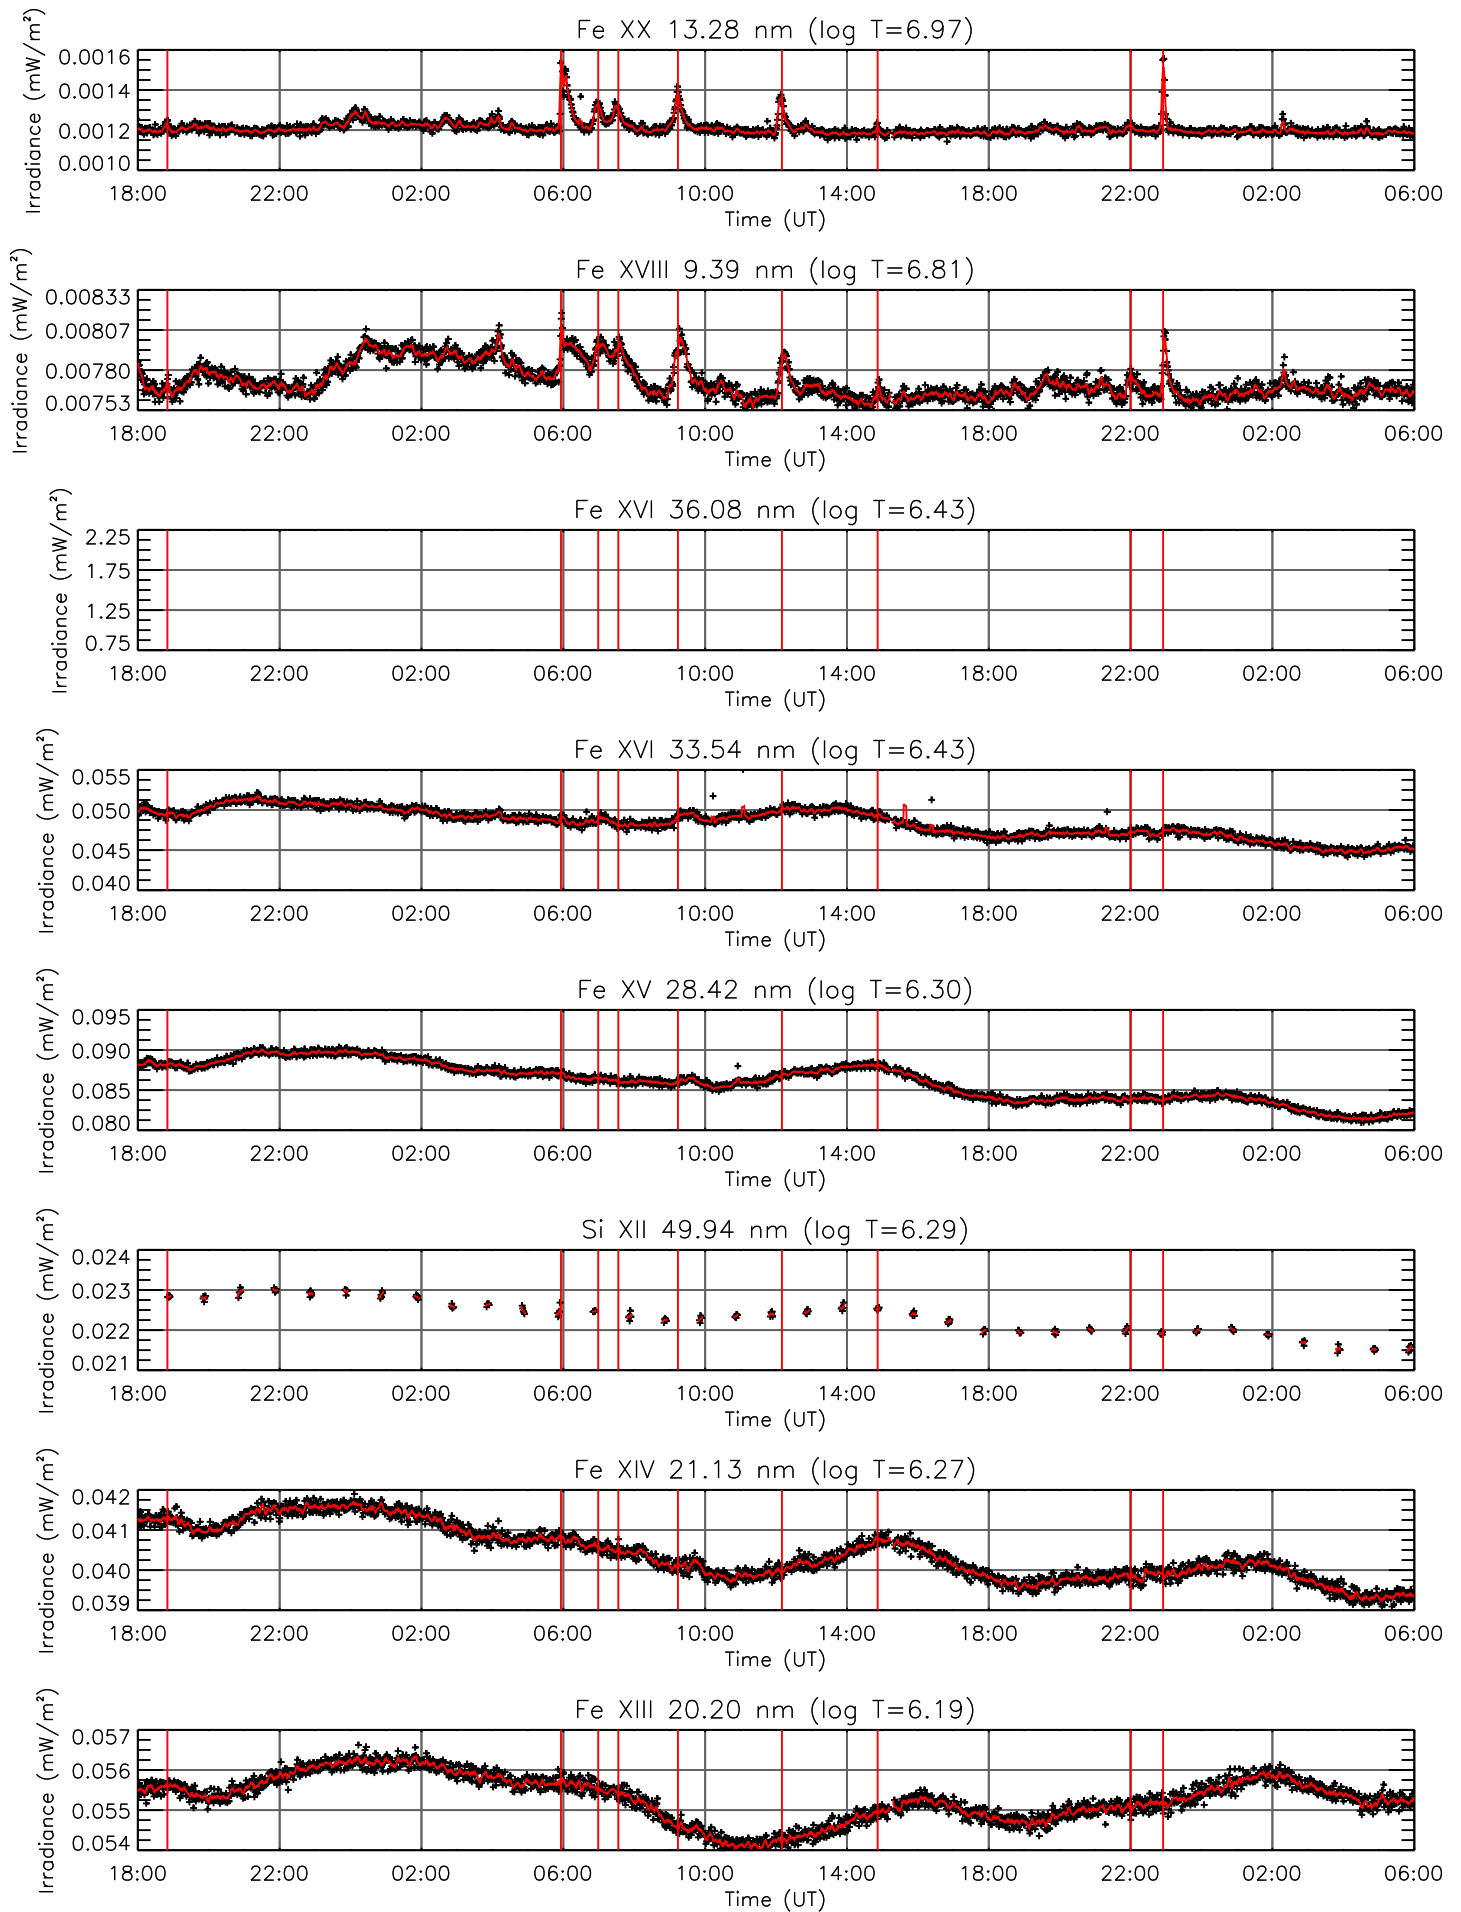 Fe XX 13.28 nm (log T=6.97)
Irradiance (mW/m²)
0.0016
0.0014
0.0012
0.0010
18:00 22:00 02:00 06:00 10:00 14:00 18:00 22:00 02:00 06:00
Time (UT)
Fe XVIII 9.39 nm (log T=6.81)
Irradiance (mW/m²)
0.00833
0.00807
0.00780
0.00753
18:00 22:00 02:00 06:00 10:00 14:00 18:00 22:00 02:00 06:00
Time (UT)
Fe XVI 36.08 nm (log T=6.43)
Irradiance (mW/m²)
2.25
1.75
1.25
0.75
18:00 22:00 02:00 06:00 10:00 14:00 18:00 22:00 02:00 06:00
Time (UT)
Fe XVI 33.54 nm (log T=6.43)
Irradiance (mW/m²)
0.055
0.050
0.045
0.040
18:00 22:00 02:00 06:00 10:00 14:00 18:00 22:00 02:00 06:00
Time (UT)
Fe XV 28.42 nm (log T=6.30)
Irradiance (mW/m²)
0.095
0.090
0.085
0.080
18:00 22:00 02:00 06:00 10:00 14:00 18:00 22:00 02:00 06:00
Time (UT)
Si XII 49.94 nm (log T=6.29)
Irradiance (mW/m²)
0.024
0.023
0.022
0.021
18:00 22:00 02:00 06:00 10:00 14:00 18:00 22:00 02:00 06:00
Time (UT)
Fe XIV 21.13 nm (log T=6.27)
Irradiance (mW/m²)
0.042
0.041
0.040
0.039
18:00 22:00 02:00 06:00 10:00 14:00 18:00 22:00 02:00 06:00
Time (UT)
Fe XIII 20.20 nm (log T=6.19)
Irradiance (mW/m²)
0.057
0.056
0.055
0.054
18:00 22:00 02:00 06:00 10:00 14:00 18:00 22:00 02:00 06:00
Time (UT)